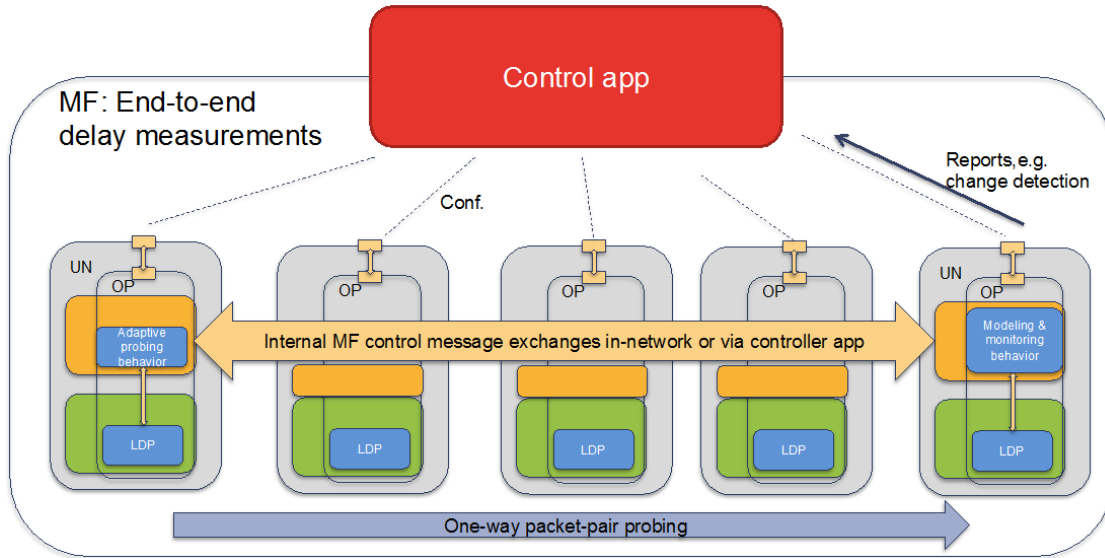 Control app
MF: End-to-end
delay measurements
Reports,e.g.
change detection
Conf.
UN
OP
OP
OP
OP
UN
OP
Adaptive
probing
behavior
Internal MF control message exchanges in-network or via controller app
Modeling &
monitoring
behavior
LDP
LDP
LDP
LDP
LDP
One-way packet-pair probing